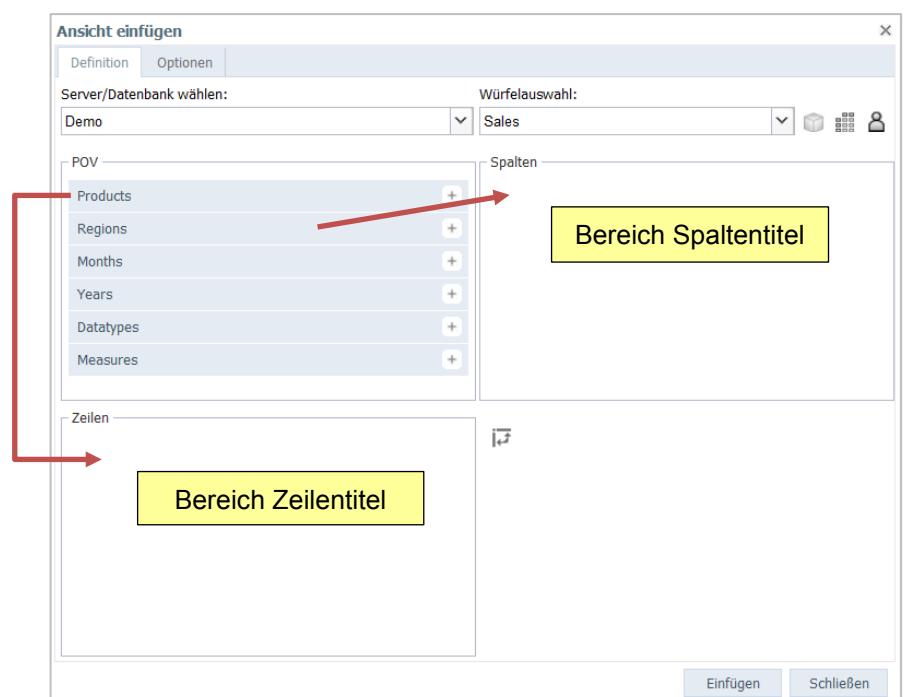 Ansicht einfügen
Definition Optionen
Server/Datenbank wählen: Würfelauswahl:
Demo Sales
POV Spalten
Products
Regions
Bereich Spaltentitel
Months
Years
Datatypes
Measures
Zeilen
Bereich Zeilentitel
Einfügen Schließen